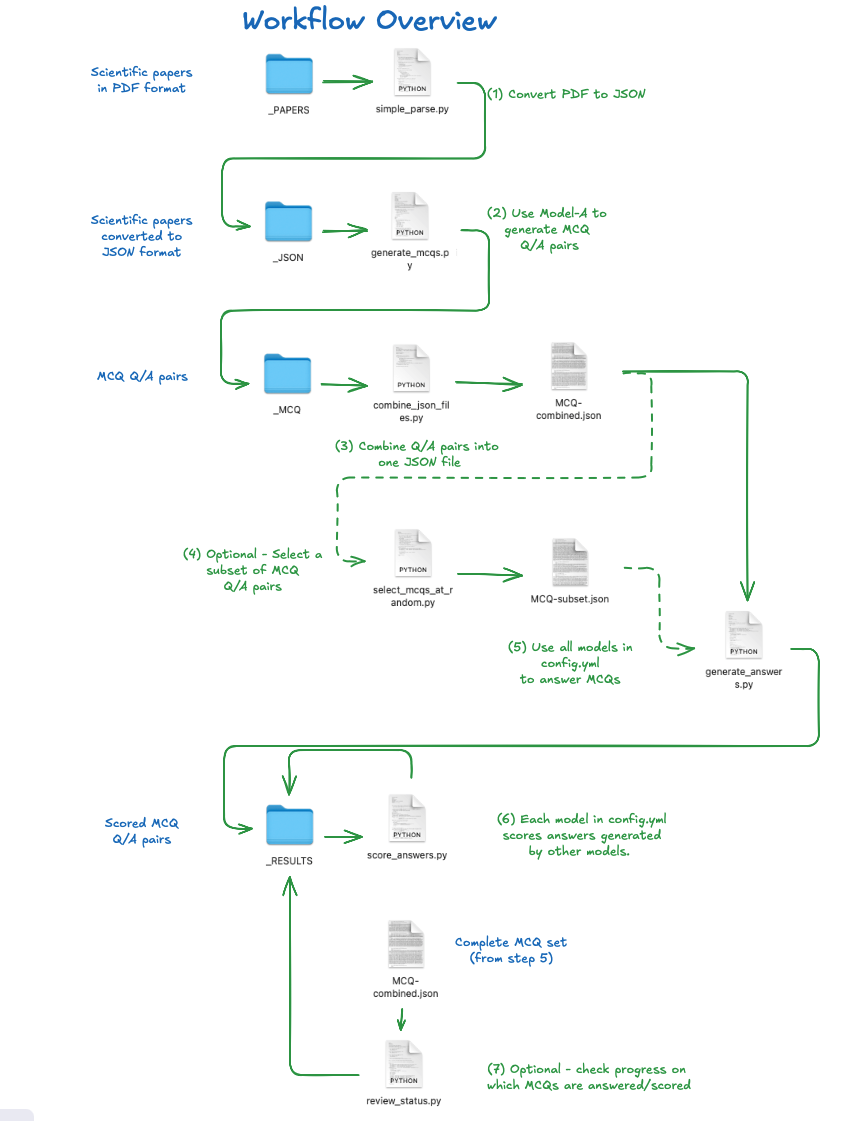 Workflow Overview
Scientific papers
in PDF format
_PAPERS
PYTHON
simple_parse.py
(1) Convert PDF to JSON
Scientific papers
converted to
JSON format
_JSON
PYTHON
generate_mcqs.p
y
(2) Use Model-A to
generate MCQ
Q/A pairs
MCQ Q/A pairs
_MCQ
PYTHON
combine_json_fil
es.py
MCQ-
combined.json
(3) Combine Q/A pairs into
one JSON file
(4) Optional - Select a
subset of MCQ
Q/A pairs
PYTHON
select_mcqs_at_r
andom.py
MCQ-subset.json
(5) Use all models in
config.yml
to answer MCQs
PYTHON
generate_answer
s.py
Scored MCQ
Q/A pairs
_RESULTS
PYTHON
score_answers.py
(6) Each model in config.yml
scores answers generated
by other models.
MCQ-
combined.json
Complete MCQ set
(from step 5)
PYTHON
review_status.py
(7) Optional - check progress on
which MCQs are answered/scored